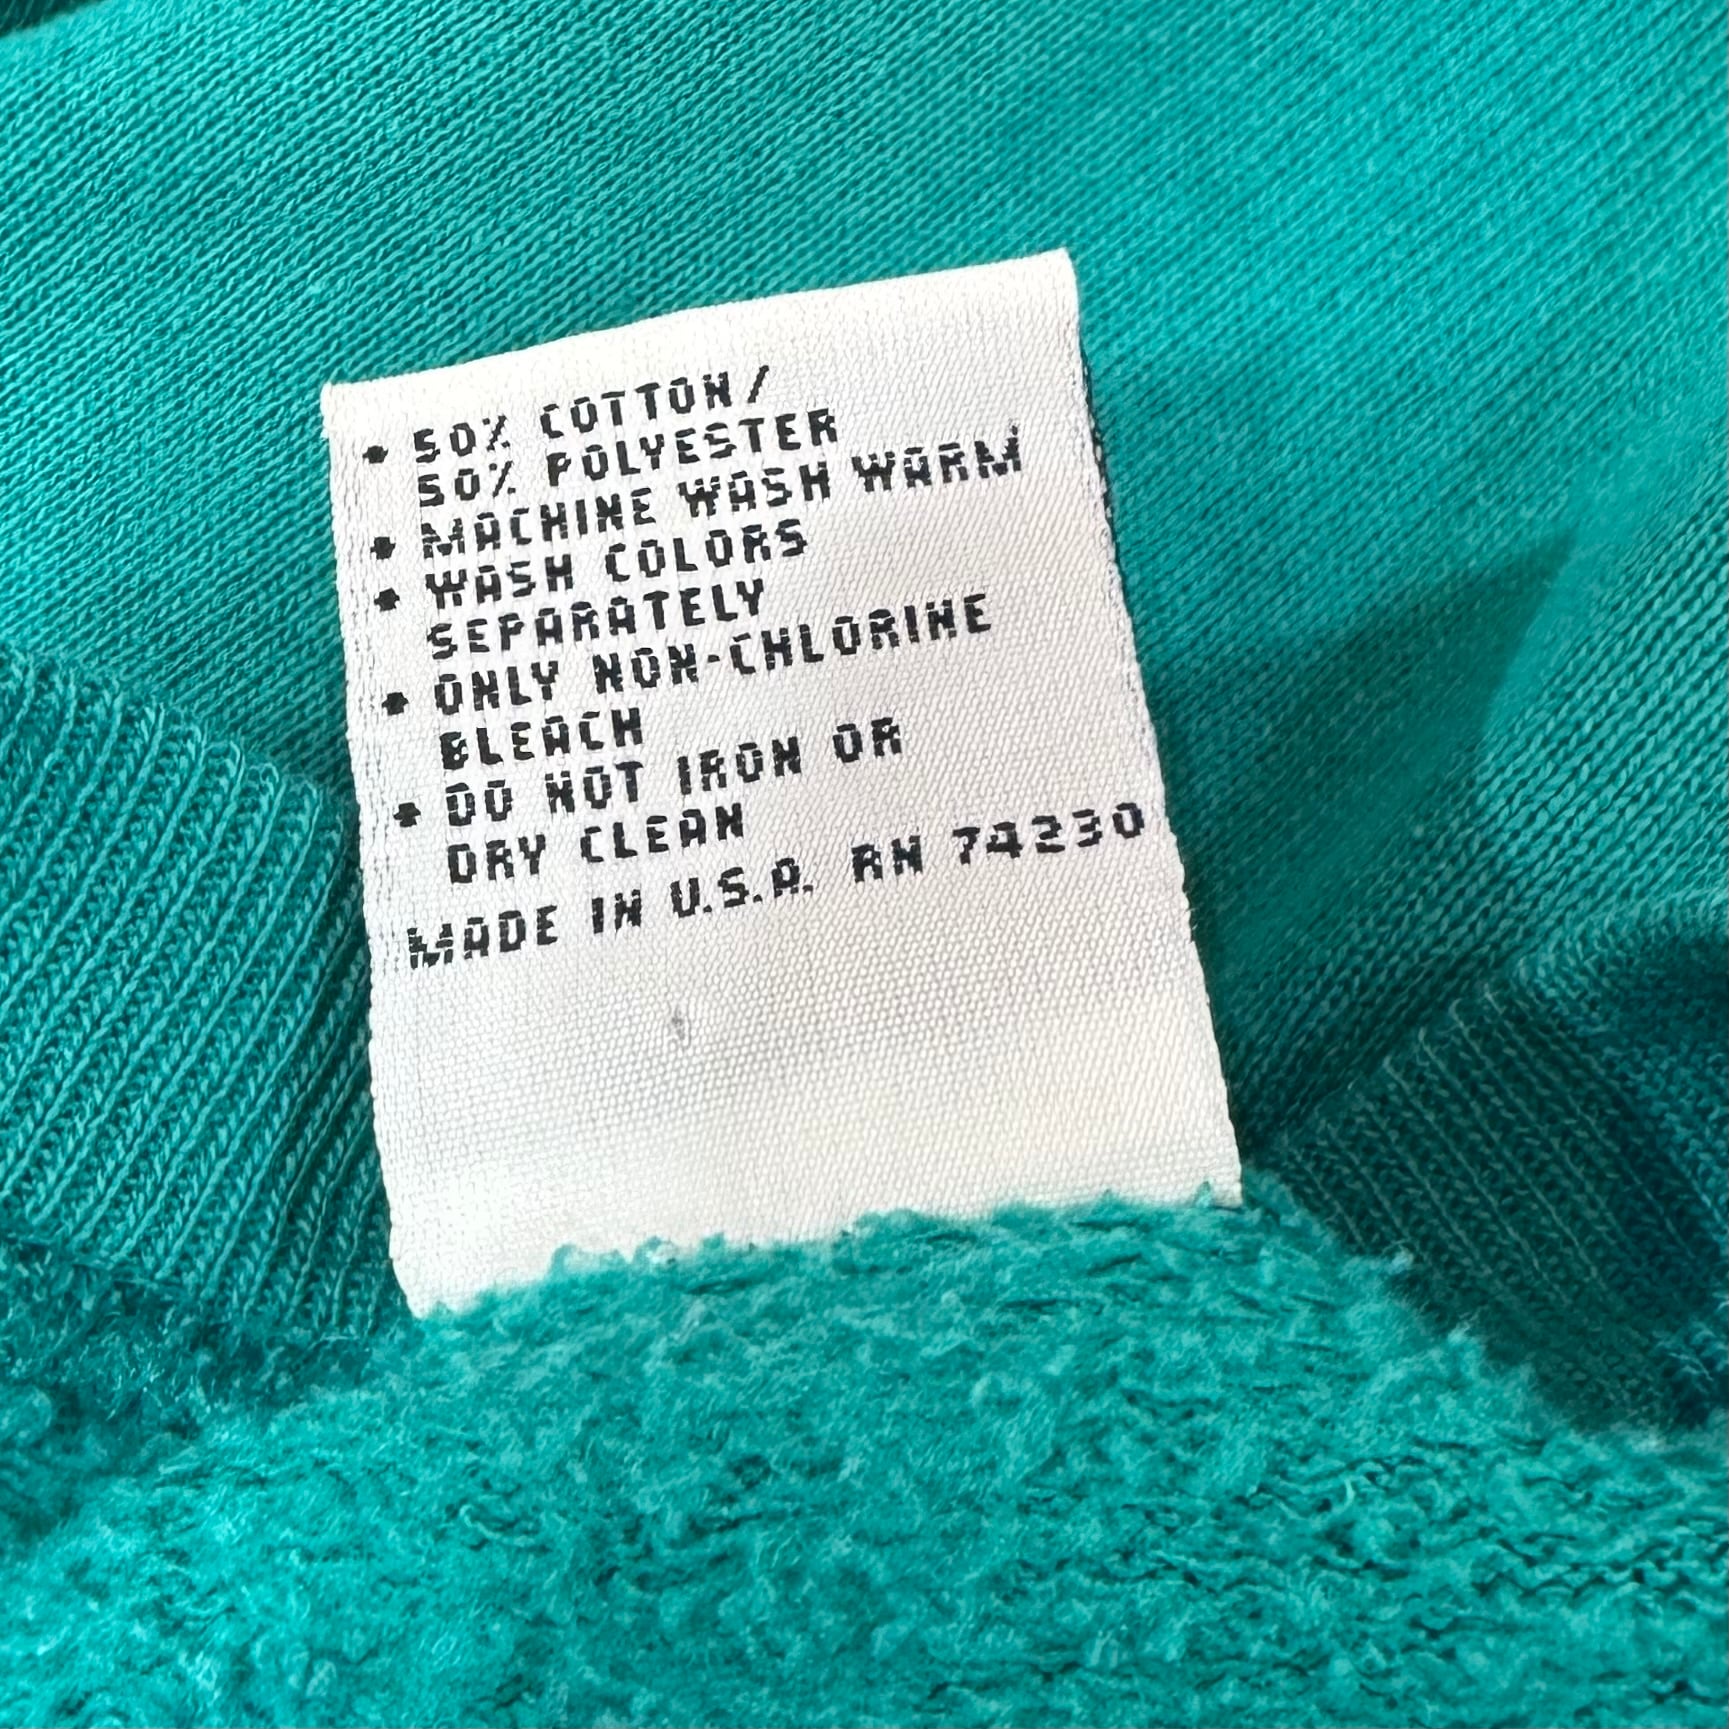 • 50% COTTON/
50% POLYESTER
• MACHINE WASH WARM
• WASH COLORS
SEPARATELY
• ONLY NON-CHLORINE
BLEACH
• DO NOT IRON OR
DRY CLEAN
MADE IN U.S.A. RN 74230